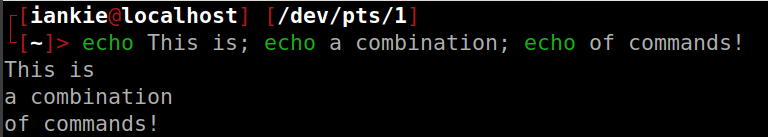 ┌[iankie@localhost] [/dev/pts/1]
└[~]> echo This is; echo a combination; echo of commands!
This is
a combination
of commands!